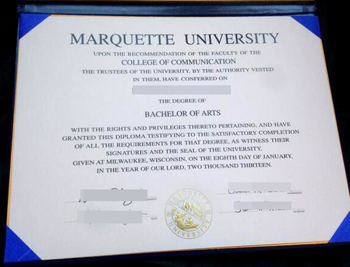 MARQUETTE UNIVERSITY
UPON THE RECOMMENDATION OF THE FACULTY OF THE
COLLEGE OF COMMUNICATION
THE TRUSTEES OF THE UNIVERSITY, BY THE AUTHORITY VESTED
IN THEM, HAVE CONFERRED ON
THE DEGREE OF
BACHELOR OF ARTS
WITH THE RIGHTS AND PRIVILEGES THERETO PERTAINING, AND HAVE
GRANTED THIS DIPLOMA TESTIFYING TO THE SATISFACTORY COMPLETION
OF ALL THE REQUIREMENTS FOR THAT DEGREE, AS WITNESS THEIR
SIGNATURES AND THE SEAL OF THE UNIVERSITY.
GIVEN AT MILWAUKEE, WISCONSIN, ON THE EIGHTH DAY OF JANUARY,
IN THE YEAR OF OUR LORD, TWO THOUSAND THIRTEEN.